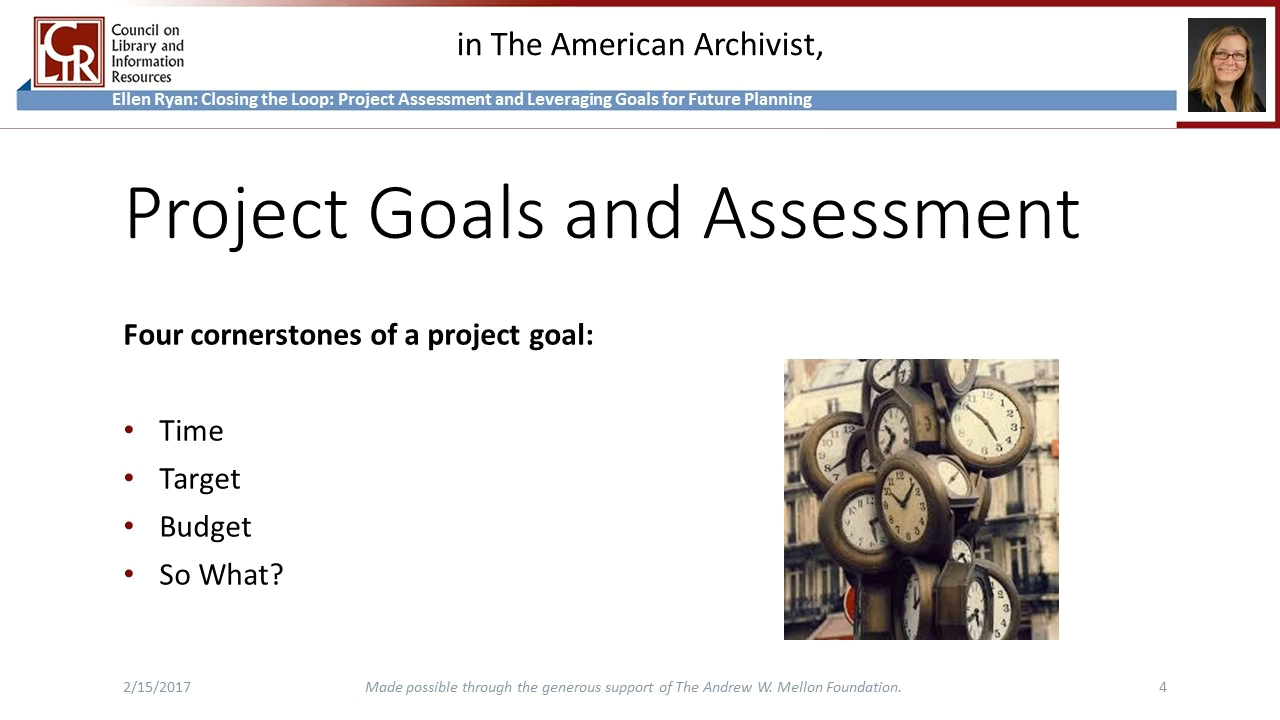 CLIR
Council on
Library and
Information
Resources
in The American Archivist,
Ellen Ryan: Closing the Loop: Project Assessment and Leveraging Goals for Future Planning
Project Goals and Assessment
Four cornerstones of a project goal:
• Time
• Target
• Budget
• So What?
2/15/2017
Made possible through the generous support of The Andrew W. Mellon Foundation.
4